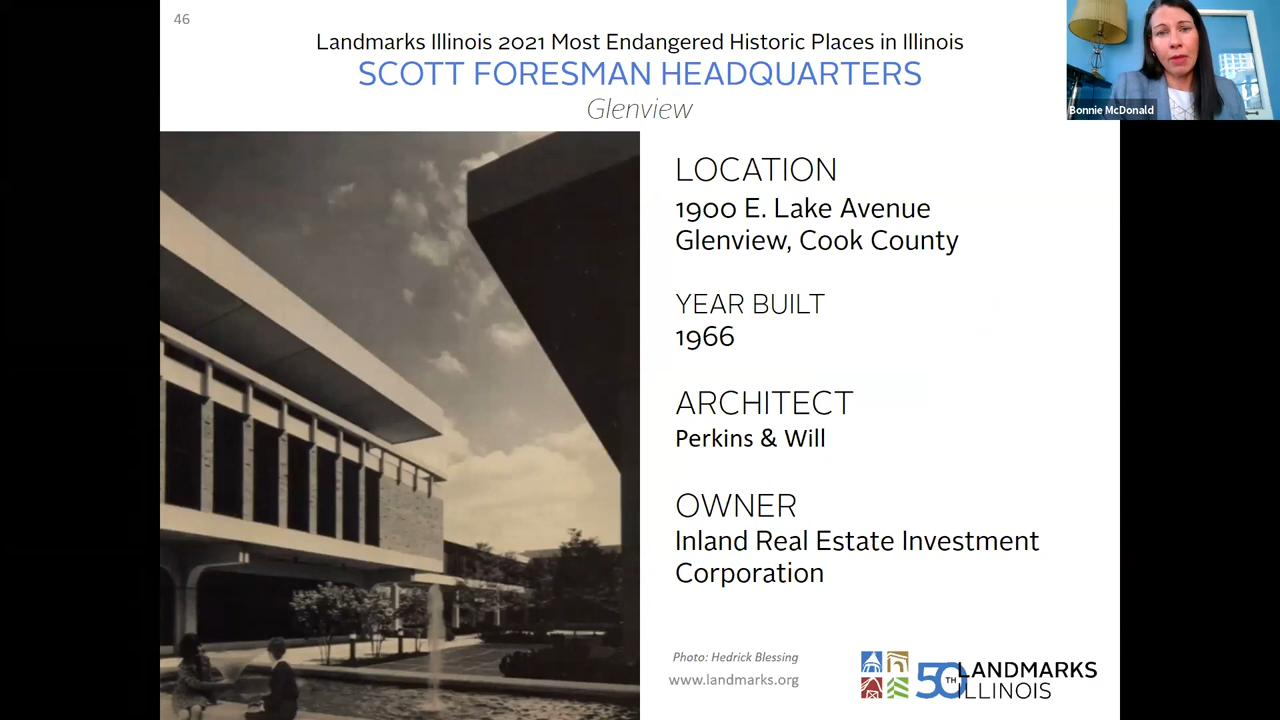 46
Landmarks Illinois 2021 Most Endangered Historic Places in Illinois
SCOTT FORESMAN HEADQUARTERS
Glenview
Bonnie McDonald
LOCATION
1900 E. Lake Avenue
Glenview, Cook County
YEAR BUILT
1966
ARCHITECT
Perkins & Will
OWNER
Inland Real Estate Investment
Corporation
Photo: Hedrick Blessing
www.landmarks.org
50TH LANDMARKS
ILLINOIS